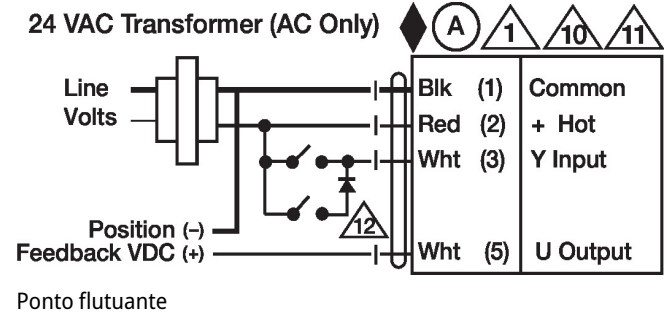 24 VAC Transformer (AC Only)
A 1 10 11
Line
Volts
Blk (1) Common
Red (2) + Hot
Wht (3) Y Input
12
Position (–)
Feedback VDC (+)
Wht (5) U Output
Ponto flutuante